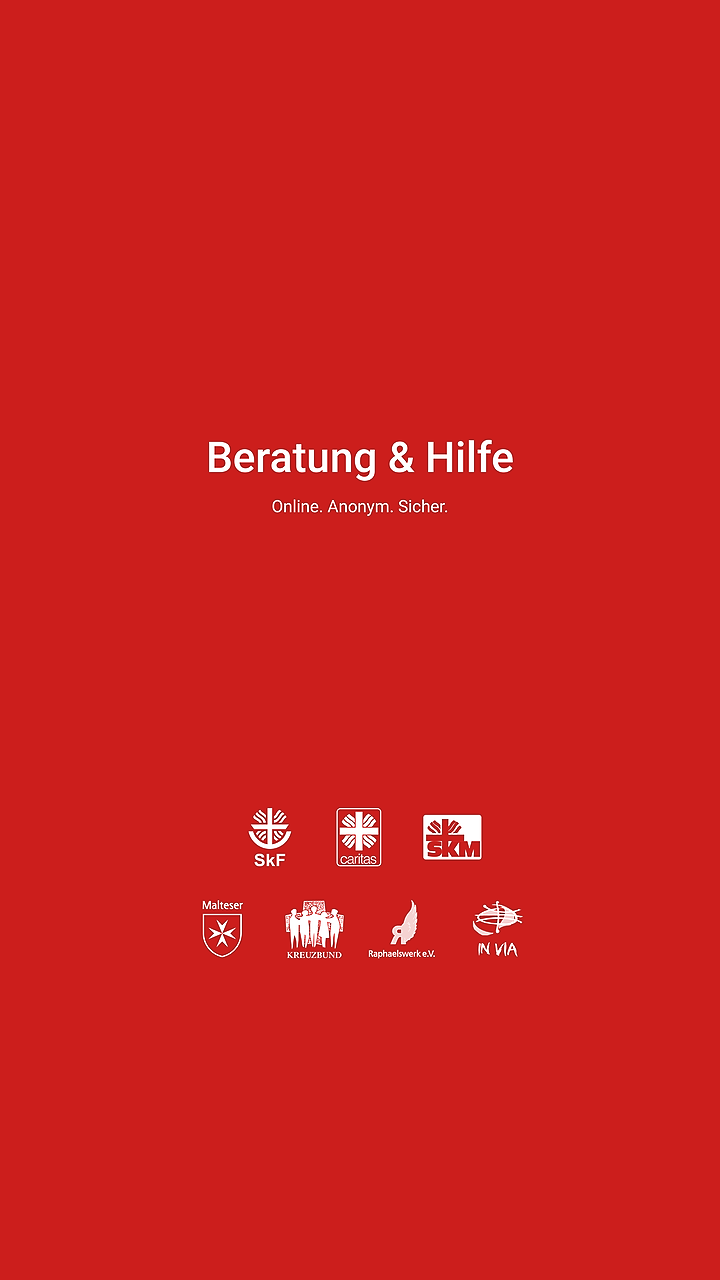 Beratung & Hilfe
Online. Anonym. Sicher.
SkF
caritas
SKM
Malteser
KREUZBUND
Raphaelswerk e.V.
IN VIA